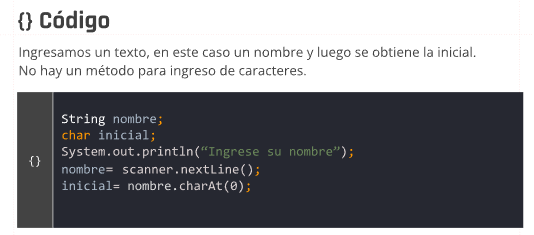 {} Código
Ingresamos un texto, en este caso un nombre y luego se obtiene la inicial.
No hay un método para ingreso de caracteres.
String nombre;
char inicial;
System.out.println(“Ingrese su nombre”);
{}
nombre= scanner.nextLine();
inicial= nombre.charAt(0);